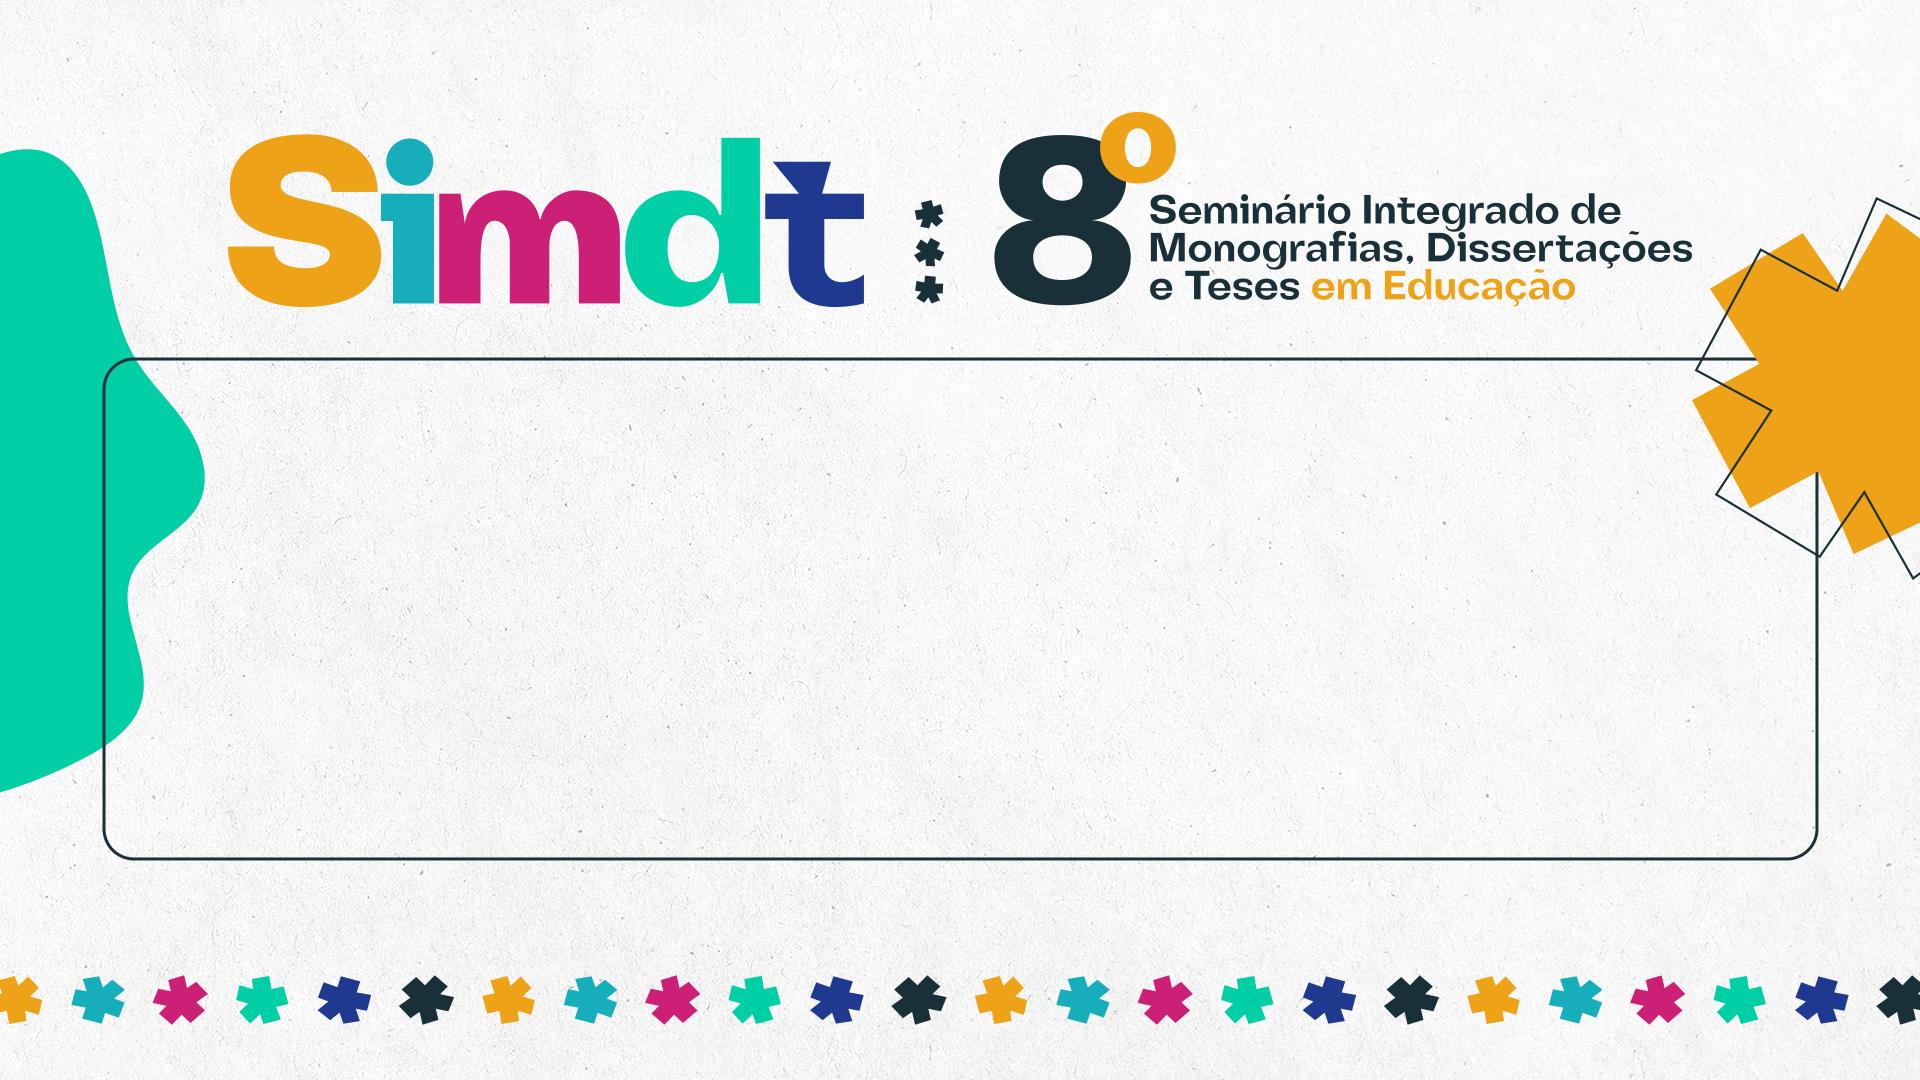 Simdt
8º
Seminário Integrado de
Monografias, Dissertações
e Teses em Educação